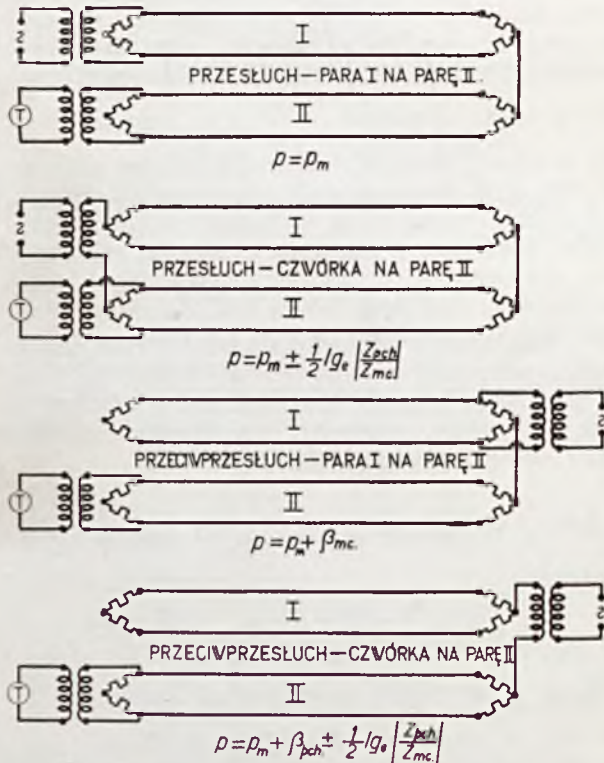 I
PRZESŁUCH-PARA I NA PARĘ II.
T
II
p = p_m
I
PRZESŁUCH-CZWÓRKA NA PARĘ II
T
II
p = p_m ± 1/2 lg_e |Z_pch/Z_mc|
I
PRZECIWPRZESŁUCH-PARA I NA PARĘ II
T
II
p = p_m + β_mc.
I
PRZECIWPRZESŁUCH-CZWÓRKA NA PARĘ II
T
II
p = p_m + β_pch ± 1/2 lg_e |Z_pch/Z_mc.|